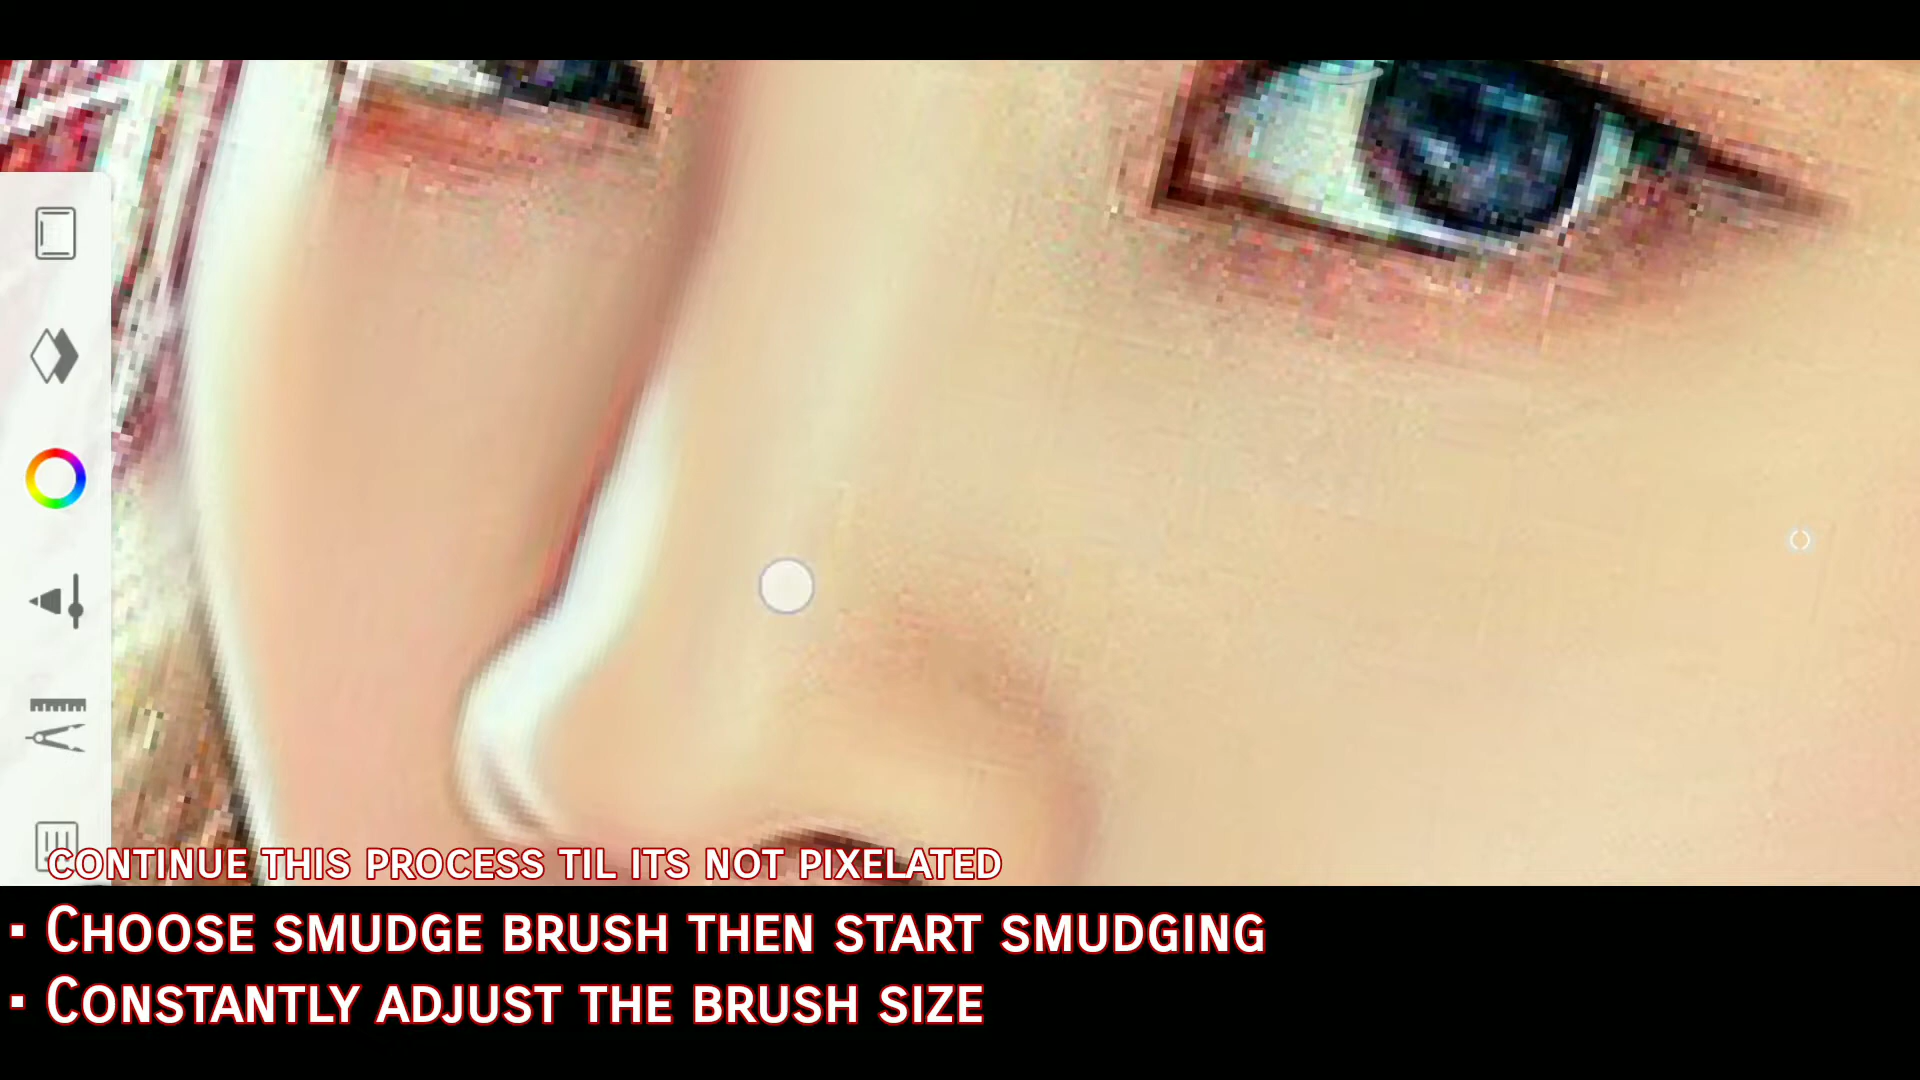 CONTINUE THIS PROCESS TIL ITS NOT PIXELATED
▪ CHOOSE SMUDGE BRUSH THEN START SMUDGING
▪ CONSTANTLY ADJUST THE BRUSH SIZE